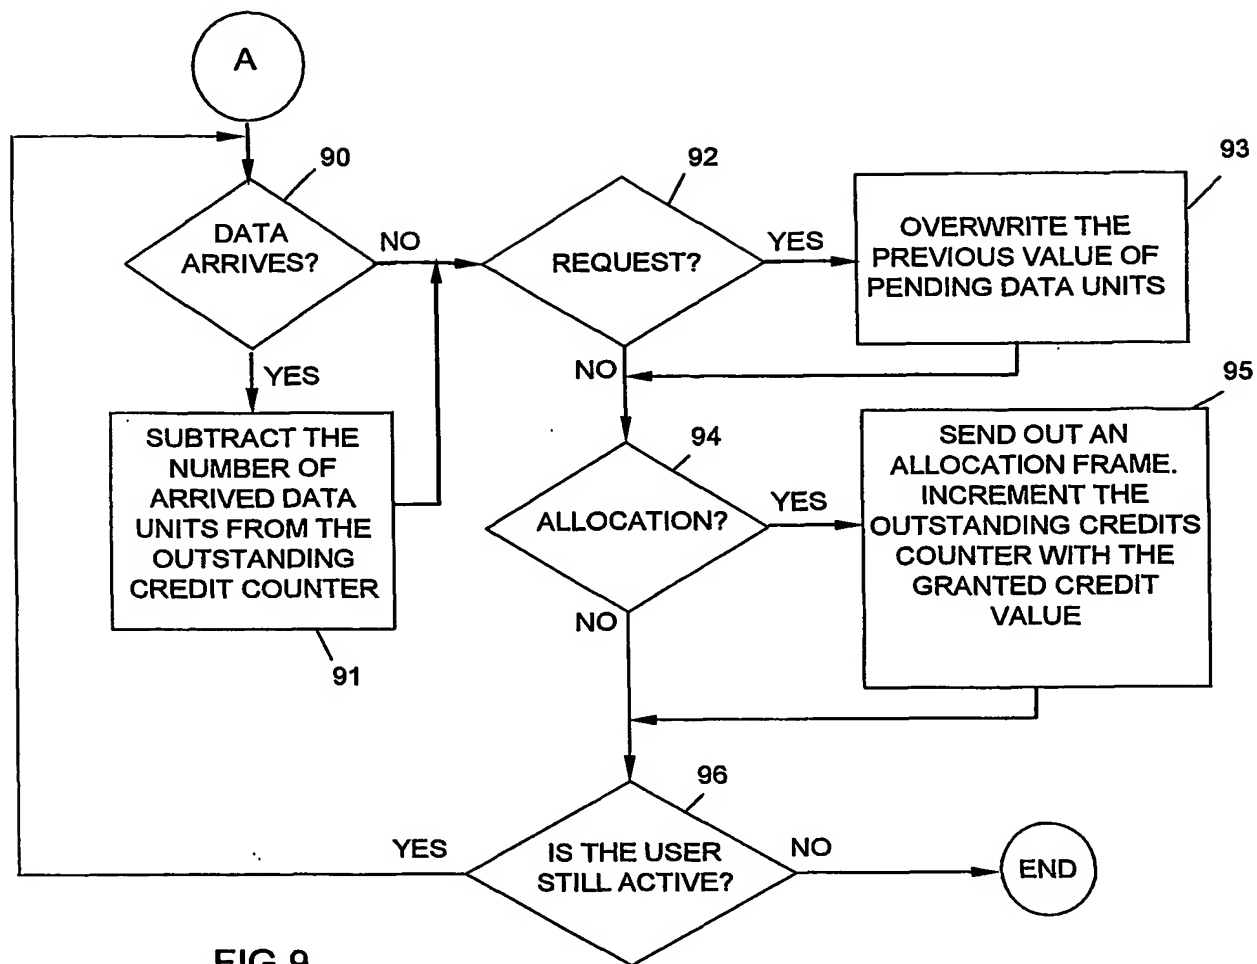 A
90
DATA
ARRIVES?
NO
YES
SUBTRACT THE
NUMBER OF
ARRIVED DATA
UNITS FROM THE
OUTSTANDING
CREDIT COUNTER
91
92
REQUEST?
YES
NO
93
OVERWRITE THE
PREVIOUS VALUE OF
PENDING DATA UNITS
94
ALLOCATION?
YES
NO
95
SEND OUT AN
ALLOCATION FRAME.
INCREMENT THE
OUTSTANDING CREDITS
COUNTER WITH THE
GRANTED CREDIT
VALUE
96
IS THE USER
STILL ACTIVE?
YES
NO
END
FIG 9